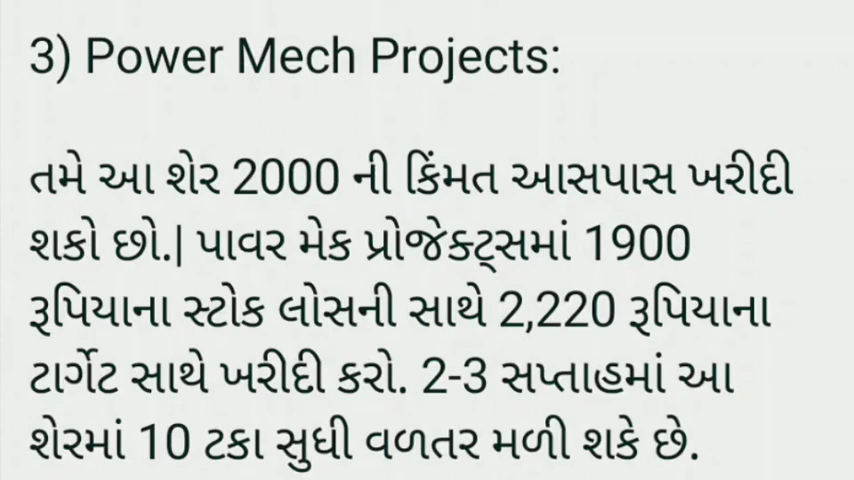 3) Power Mech Projects:
તમે આ શેર 2000 ની કિંમત આસપાસ ખરીદી
શકો છો.| પાવર મેક પ્રોજેક્ટ્સમાં 1900
રૂપિયાના સ્ટોક લોસની સાથે 2,220 રૂપિયાના
ટાર્ગેટ સાથે ખરીદી કરો. 2-3 સપ્તાહમાં આ
શેરમાં 10 ટકા સુધી વળતર મળી શકે છે.